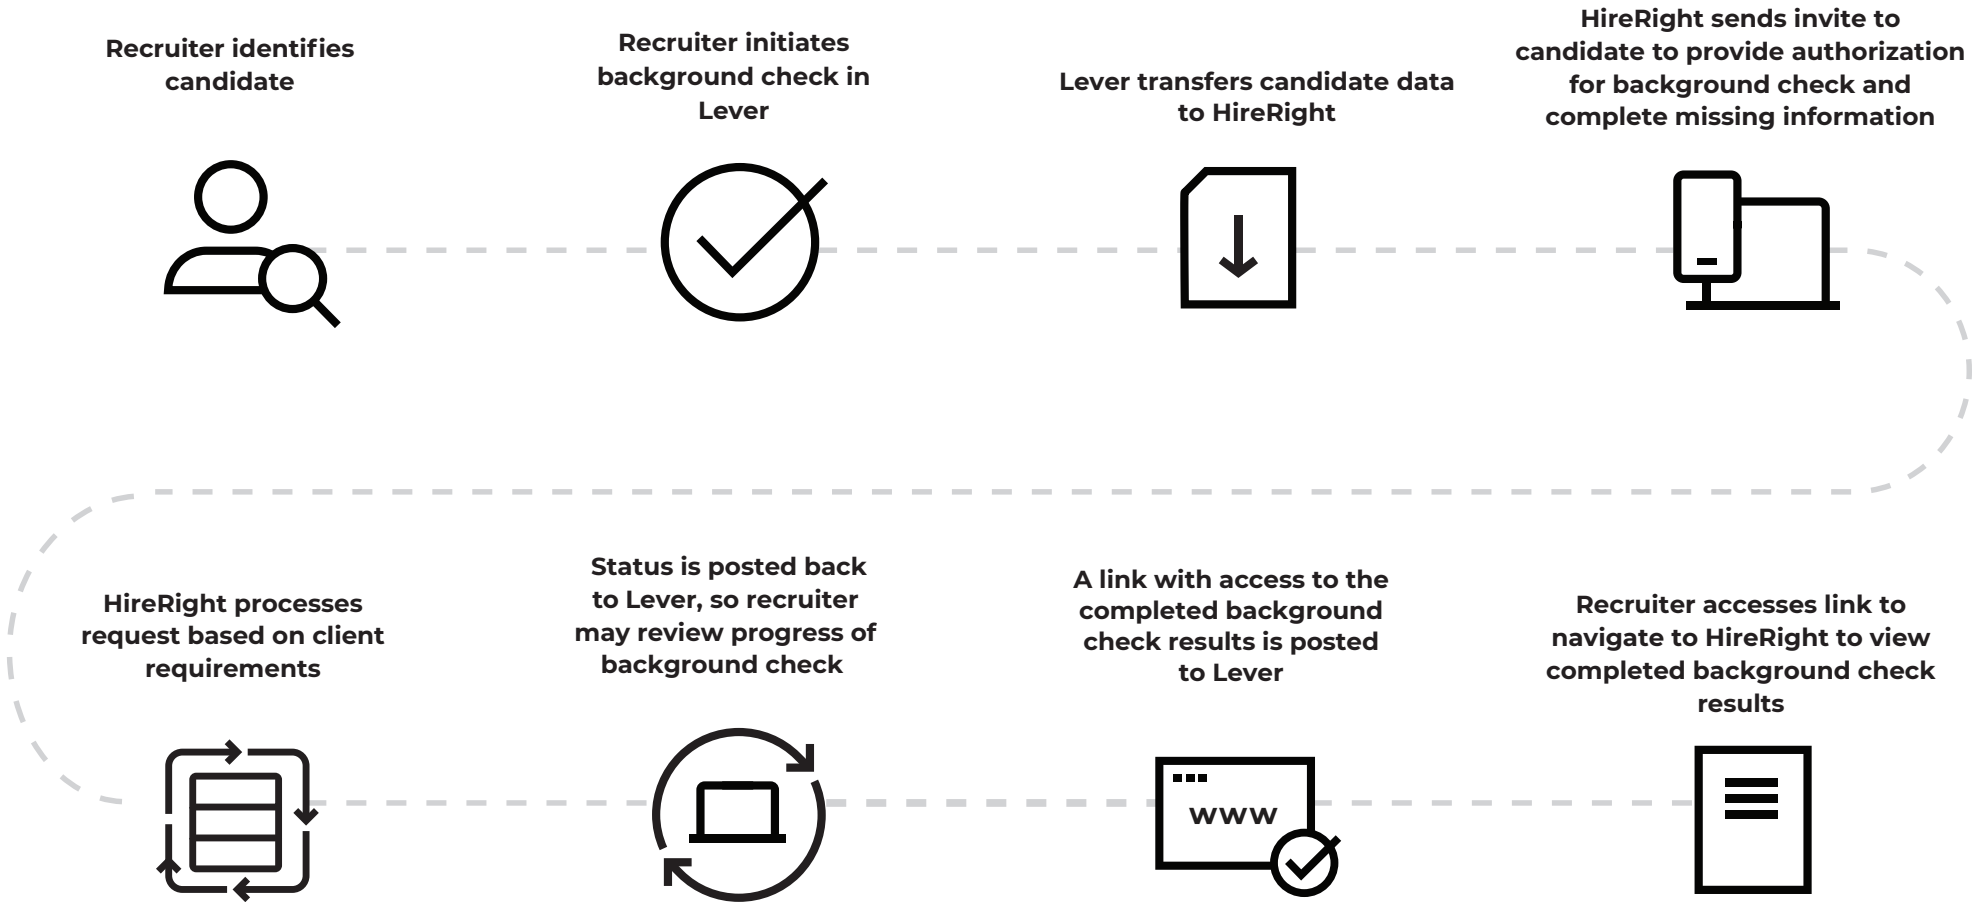 Recruiter identifies
candidate
Recruiter initiates
background check in
Lever
Lever transfers candidate data
to HireRight
HireRight sends invite to
candidate to provide authorization
for background check and
complete missing information
HireRight processes
request based on client
requirements
Status is posted back
to Lever, so recruiter
may review progress of
background check
A link with access to the
completed background
check results is posted
to Lever
www
Recruiter accesses link to
navigate to HireRight to view
completed background check
results